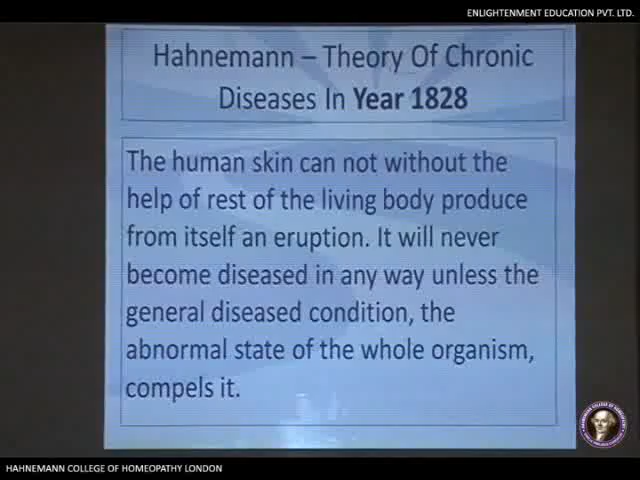 ENLIGHTENMENT EDUCATION PVT. LTD.
Hahnemann – Theory Of Chronic
Diseases In Year 1828
The human skin can not without the
help of rest of the living body produce
from itself an eruption. It will never
become diseased in any way unless the
general diseased condition, the
abnormal state of the whole organism,
compels it.
HAHNEMANN COLLEGE OF HOMEOPATHY LONDON